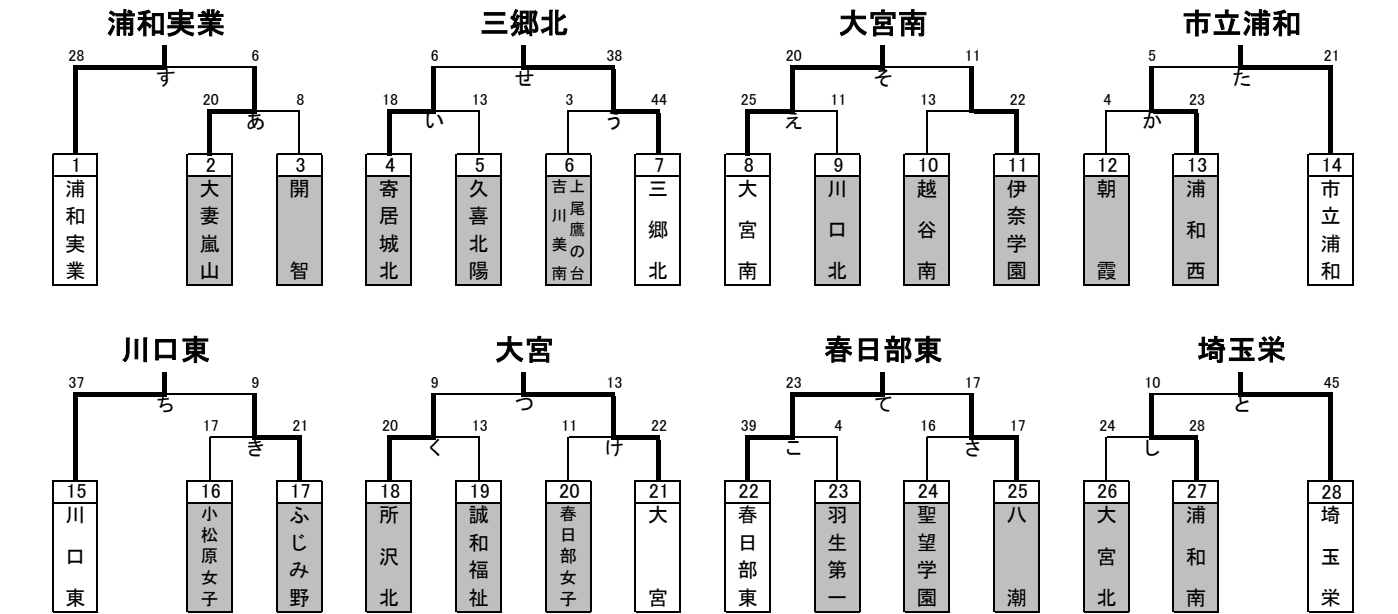 浦和実業 三郷北 大宮南 市立浦和
28 6 6 38 20 11 5 21
す せ そ た
20 8 18 13 3 44 25 11 13 22 4 23
あ い う え か
1 2 3 4 5 6 7 8 9 10 11 12 13 14
浦和実業
大妻嵐山
開智
寄居城北
久喜北陽
上尾鷹の台
吉川美南
三郷北
大宮南
川口北
越谷南
伊奈学園
朝霞
浦和西
市立浦和
川口東 大宮 春日部東 埼玉栄
37 9 9 13 23 17 10 45
ち つ て と
17 21 20 13 11 22 39 4 16 17 24 28
き く け こ さ し
15 16 17 18 19 20 21 22 23 24 25 26 27 28
川口東
小松原女子
ふじみ野
所沢北
誠和福祉
春日部女子
大宮
春日部東
羽生第一
聖望学園
八潮
大宮北
浦和南
埼玉栄